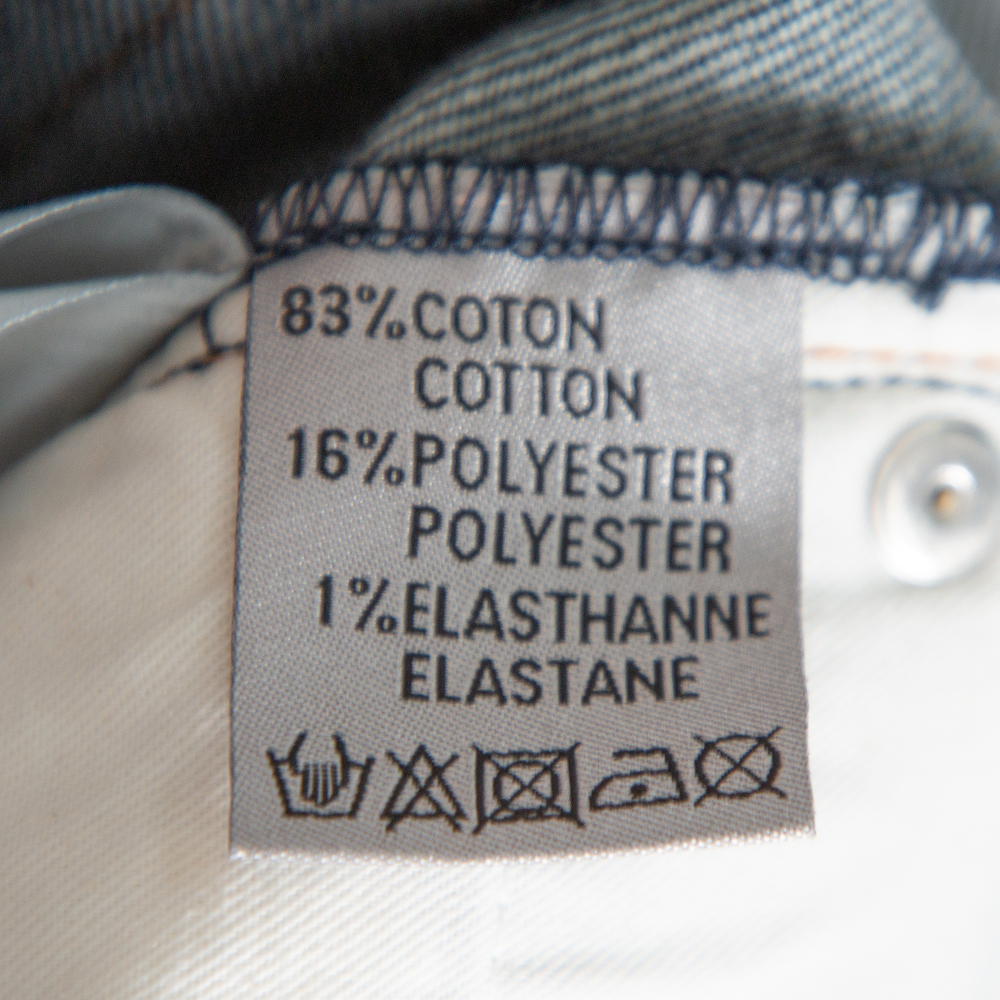 83%COTON
COTTON
16%POLYESTER
POLYESTER
1%ELASTHANNE
ELASTANE